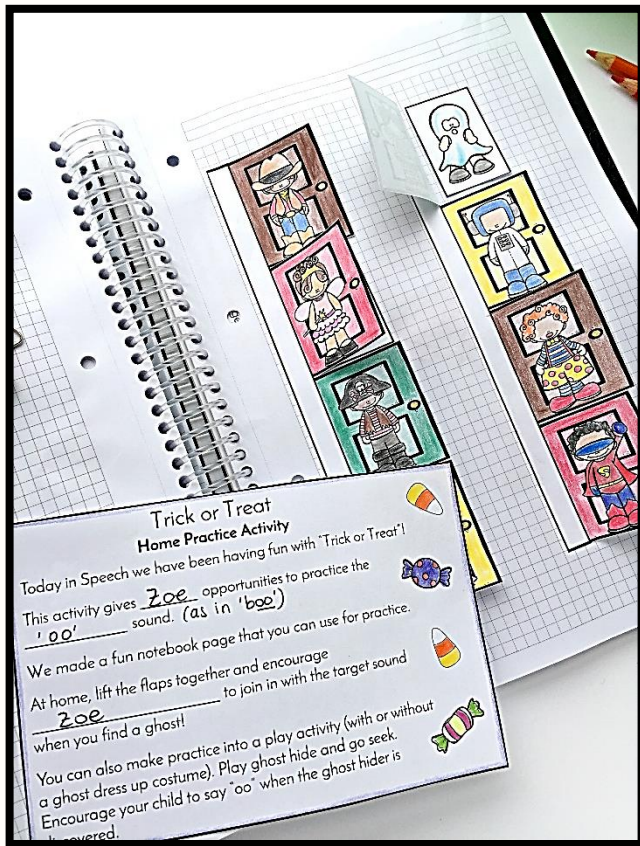 Trick or Treat
Home Practice Activity
Today in Speech we have been having fun with "Trick or Treat"!
This activity gives Zoe opportunities to practice the
'oo' sound. (as in 'boo')
We made a fun notebook page that you can use for practice.
At home, lift the flaps together and encourage
Zoe to join in with the target sound
when you find a ghost!
You can also make practice into a play activity (with or without
a ghost dress up costume). Play ghost hide and go seek.
Encourage your child to say "oo" when the ghost hider is
discovered.